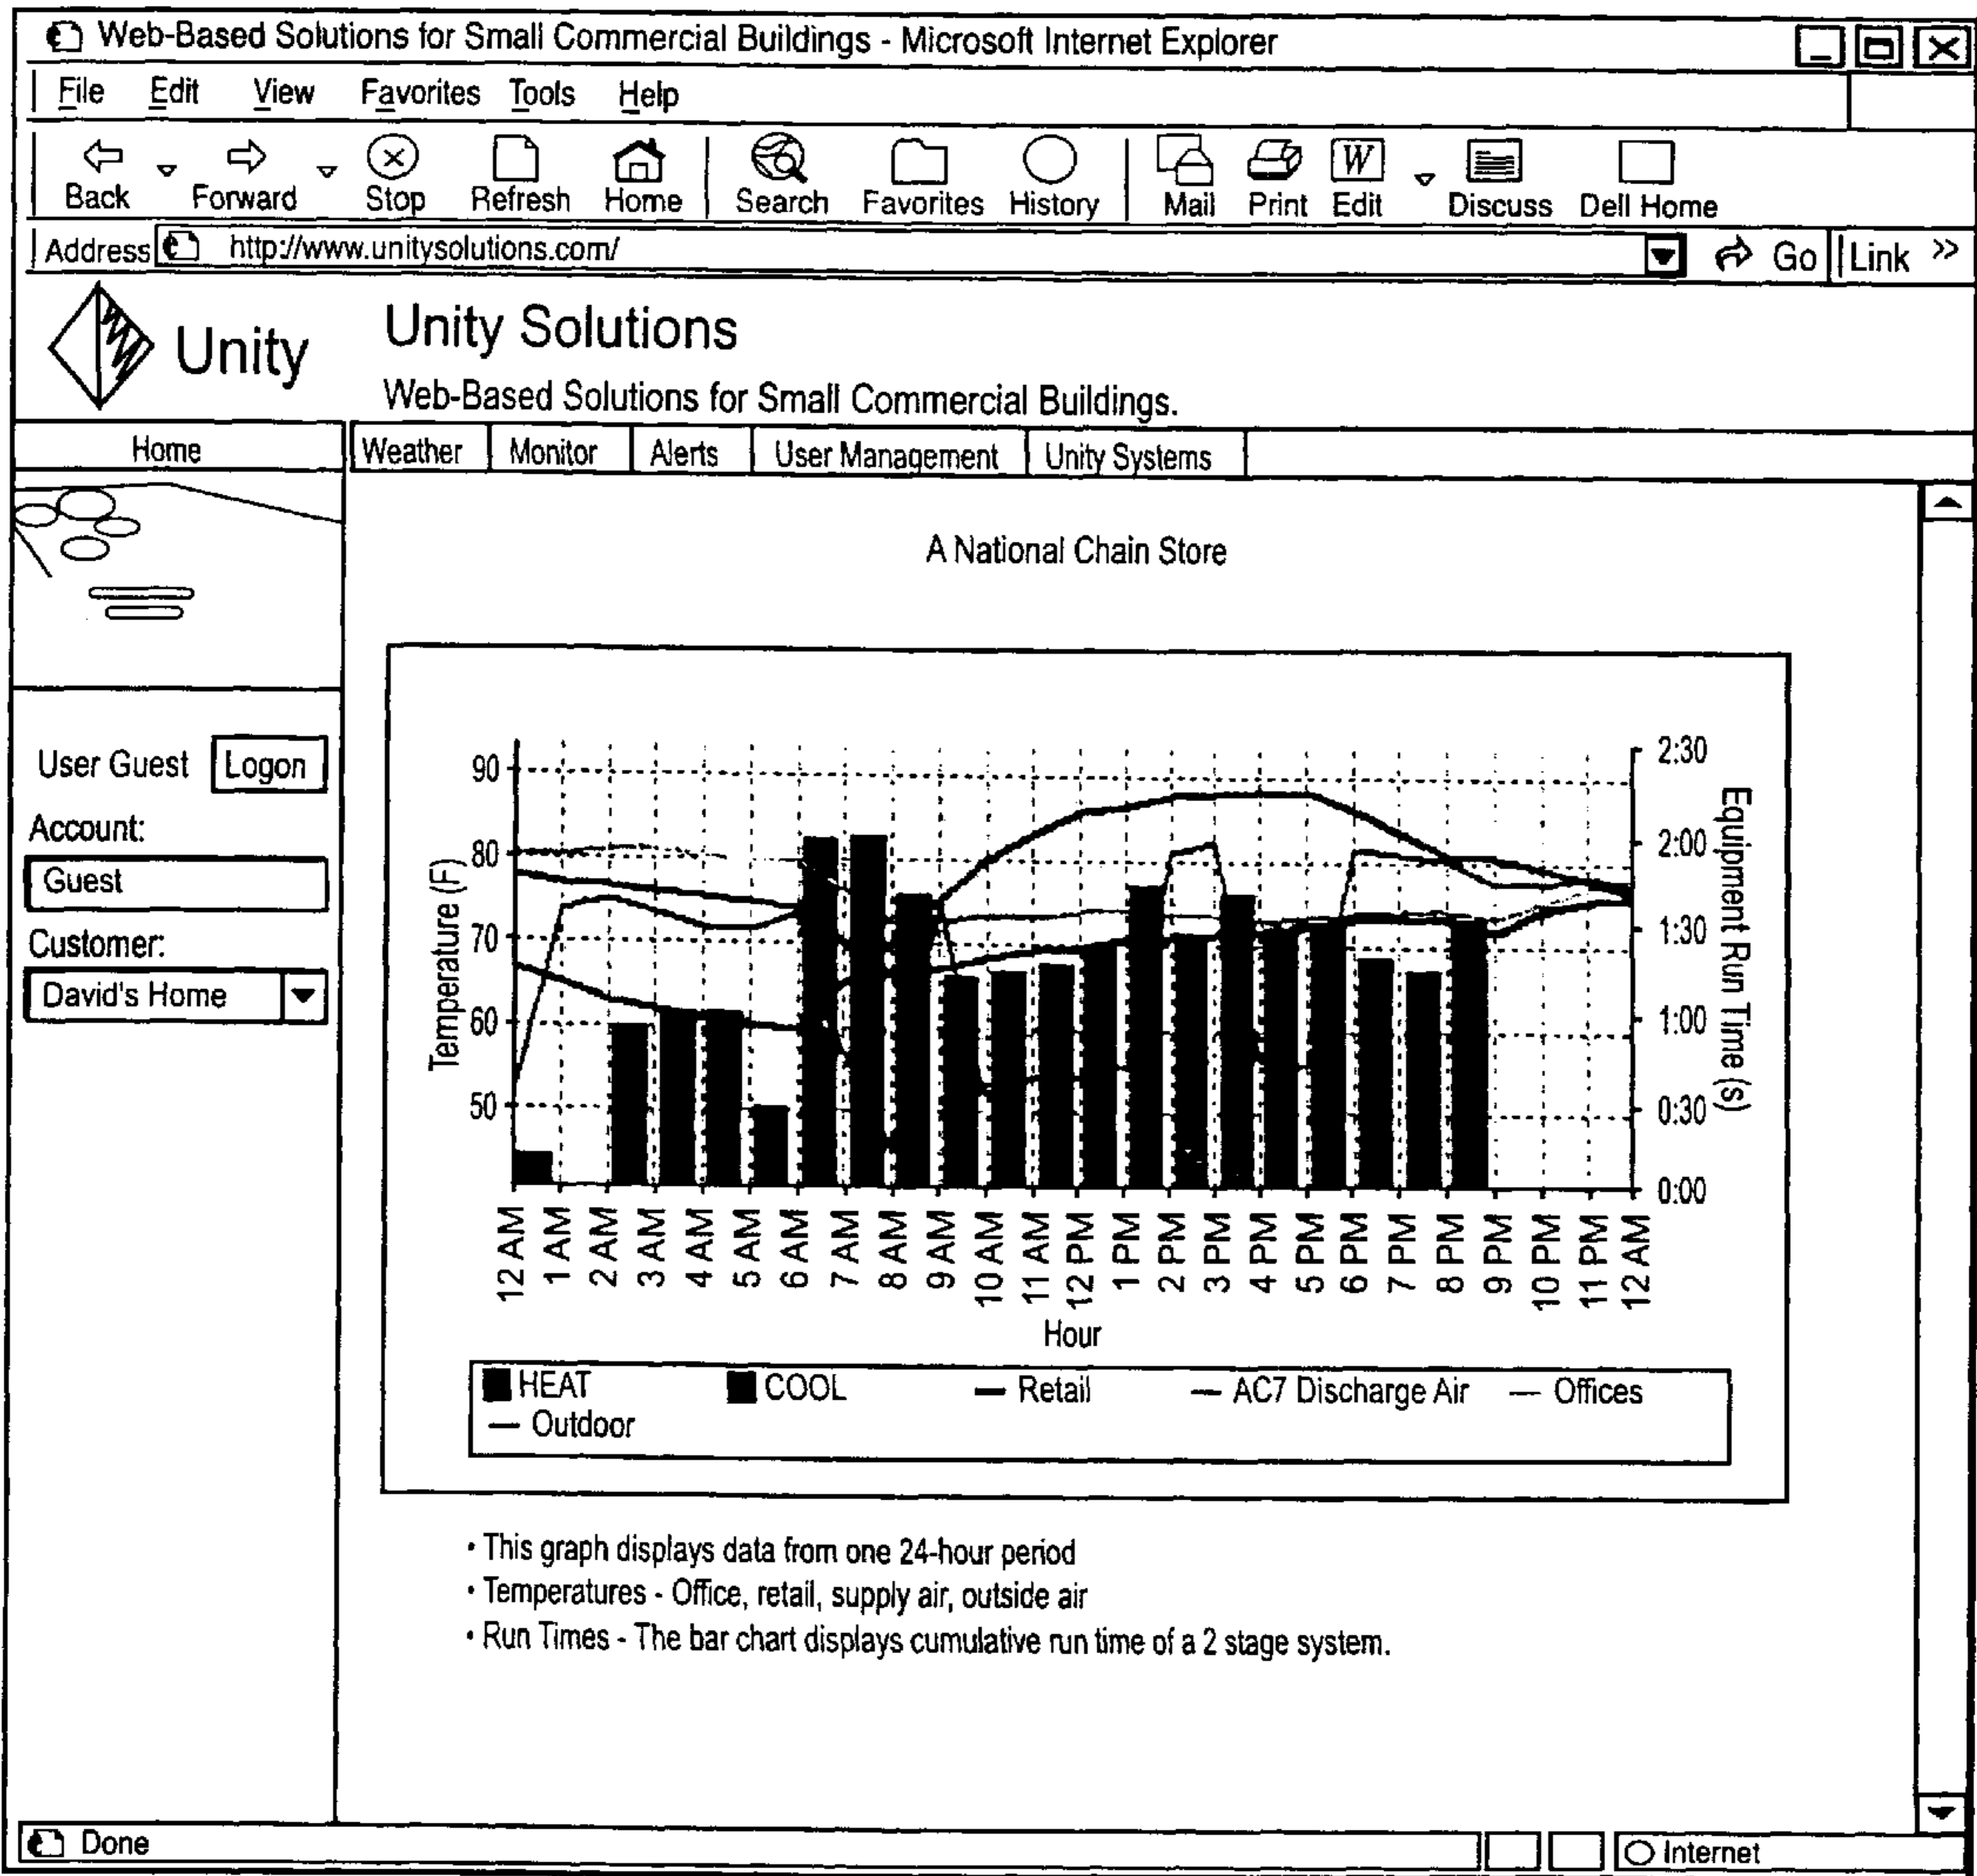 Web-Based Solutions for Small Commercial Buildings - Microsoft Internet Explorer
File Edit View Favorites Tools Help
Back Forward Stop Refresh Home Search Favorites History Mail Print Edit Discuss Dell Home
W
Address http://www.unitysolutions.com/ Go Link >>
Unity
Unity Solutions
Web-Based Solutions for Small Commercial Buildings.
Home Weather Monitor Alerts User Management Unity Systems
User Guest Logon
Account:
Guest
Customer:
David's Home
A National Chain Store
Temperature (F)
90
80
70
60
50
2:30
2:00
1:30
1:00
0:30
0:00
Equipment Run Time (s)
12 AM 1 AM 2 AM 3 AM 4 AM 5 AM 6 AM 7 AM 8 AM 9 AM 10 AM 11 AM 12 PM 1 PM 2 PM 3 PM 4 PM 5 PM 6 PM 7 PM 8 PM 9 PM 10 PM 11 PM 12 AM
Hour
HEAT COOL Retail AC7 Discharge Air Offices
Outdoor
• This graph displays data from one 24-hour period
• Temperatures - Office, retail, supply air, outside air
• Run Times - The bar chart displays cumulative run time of a 2 stage system.
Done Internet